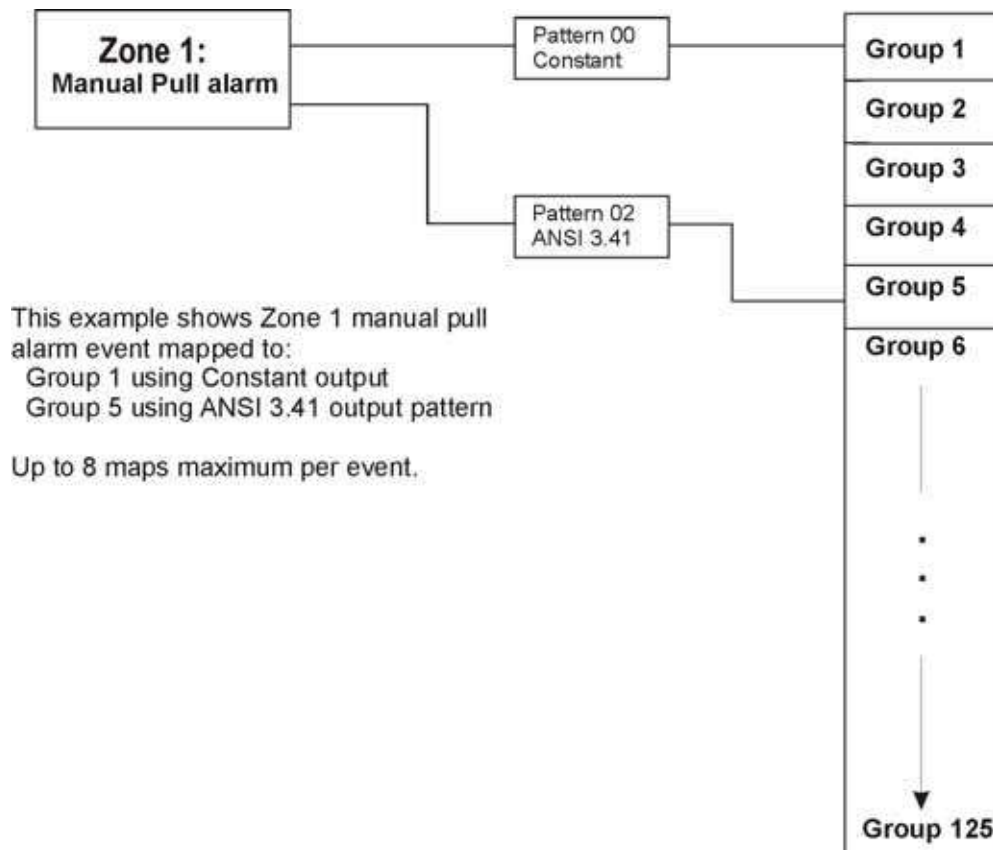 Zone 1:
Manual Pull alarm
Pattern 00
Constant
Pattern 02
ANSI 3.41
Group 1
Group 2
Group 3
Group 4
Group 5
Group 6
Group 125
This example shows Zone 1 manual pull
alarm event mapped to:
Group 1 using Constant output
Group 5 using ANSI 3.41 output pattern
Up to 8 maps maximum per event.